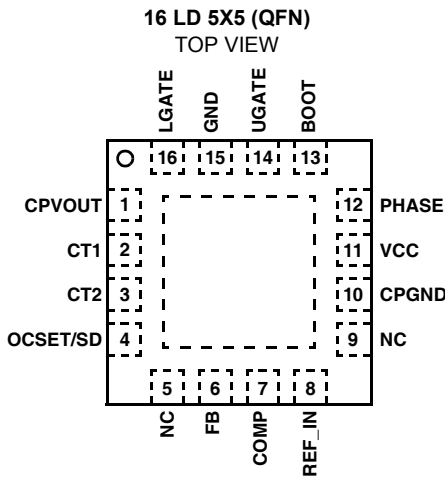 16 LD 5X5 (QFN)
TOP VIEW
LGATE
GND
UGATE
BOOT
16
15
14
13
CPVOUT 1
12 PHASE
CT1 2
11 VCC
CT2 3
10 CPGND
OCSET/SD 4
9 NC
5
6
7
8
NC
FB
COMP
REF_IN